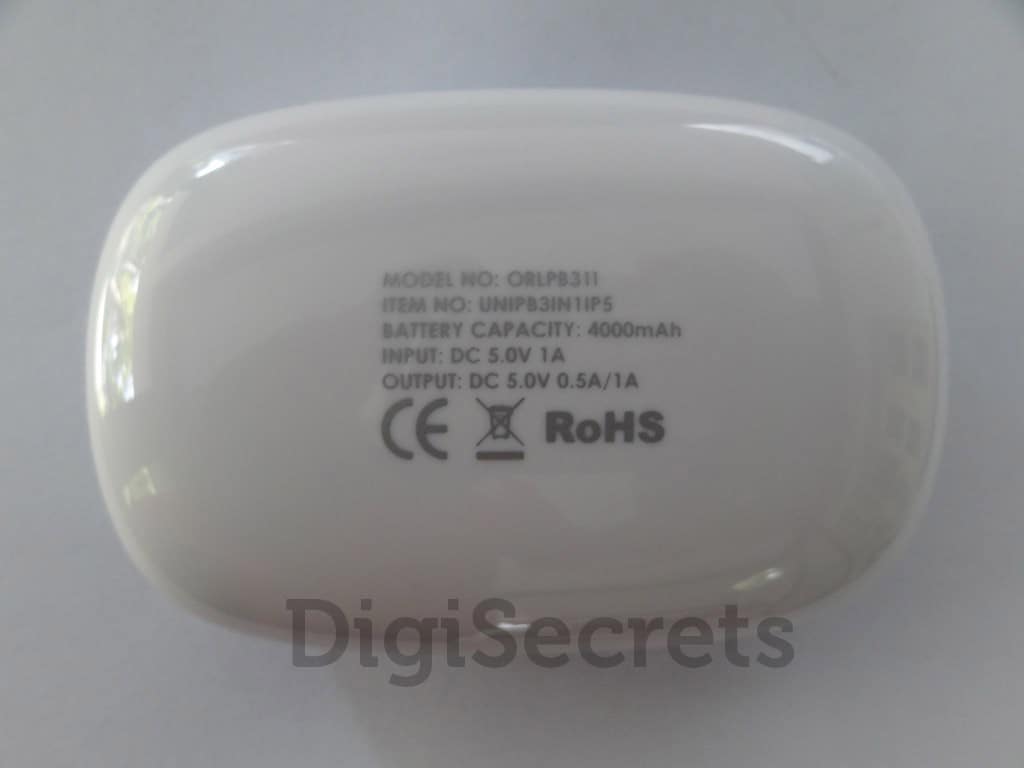 MODEL NO: ORLPB311
ITEM NO: UNIPB3IN1IP5
BATTERY CAPACITY: 4000mAh
INPUT: DC 5.0V 1A
OUTPUT: DC 5.0V 0.5A/1A
CE RoHS
DigiSecrets